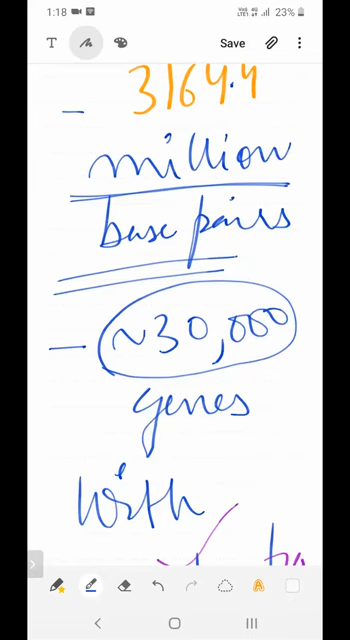 1:18 23%
T Save
- 3164.4
million
base pairs
- ~30,000
genes
with